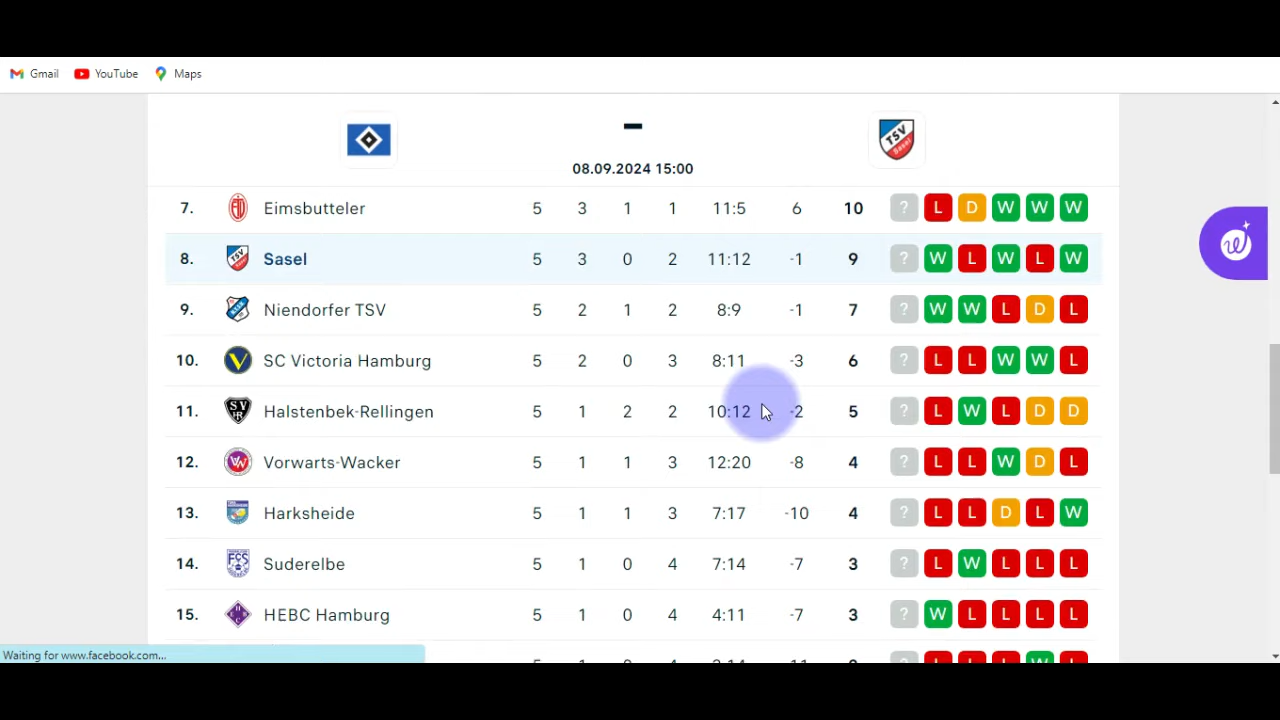 Gmail YouTube Maps
–
08.09.2024 15:00
7. Eimsbutteler 5 3 1 1 11:5 6 10 ? L D W W W
8. Sasel 5 3 0 2 11:12 -1 9 ? W L W L W
9. Niendorfer TSV 5 2 1 2 8:9 -1 7 ? W W L D L
10. SC Victoria Hamburg 5 2 0 3 8:11 -3 6 ? L L W W L
11. Halstenbek-Rellingen 5 1 2 2 10:12 -2 5 ? L W L D D
12. Vorwarts-Wacker 5 1 1 3 12:20 -8 4 ? L L W D L
13. Harksheide 5 1 1 3 7:17 -10 4 ? L L D L W
14. Suderelbe 5 1 0 4 7:14 -7 3 ? L W L L L
15. HEBC Hamburg 5 1 0 4 4:11 -7 3 ? W L L L L
Waiting for www.facebook.com...